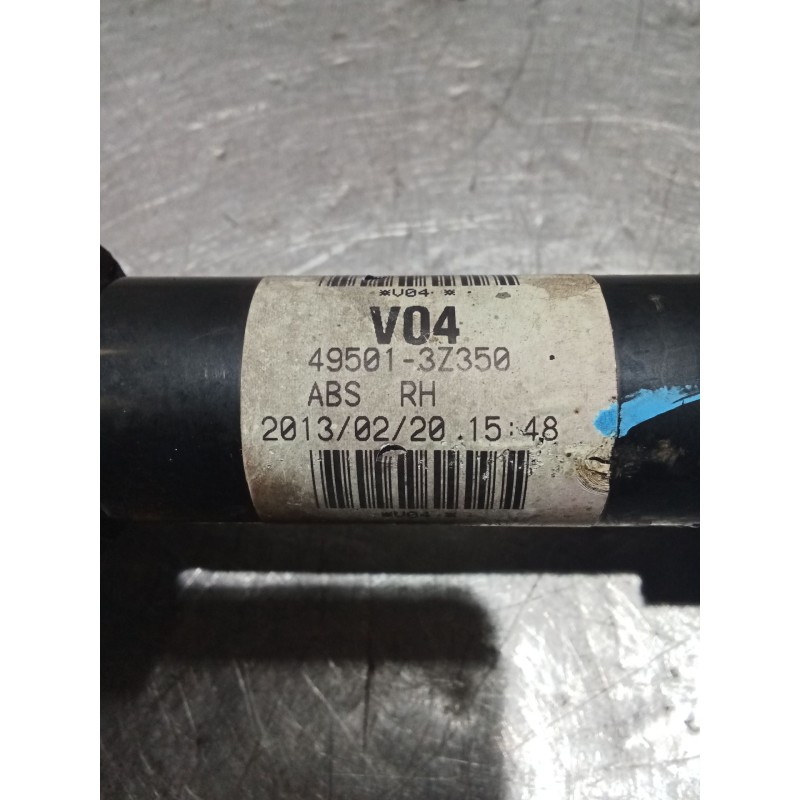 *V04 *
V04
49501-3Z350
ABS RH
2013/02/20 15:48
*V04 *